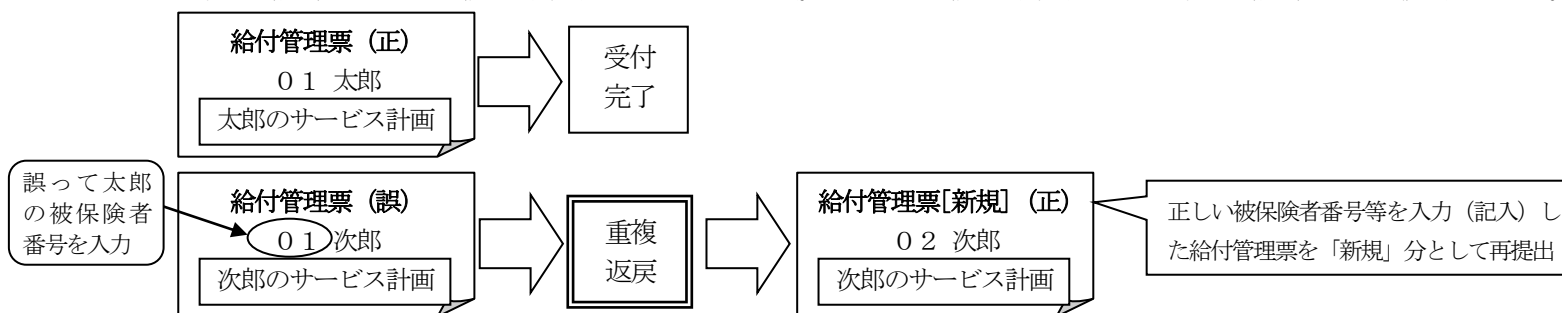 給付管理票(正)
01 太郎
太郎のサービス計画
受付
完了
誤って太郎
の被保険者
番号を入力
給付管理票(誤)
01 次郎
次郎のサービス計画
重複
返戻
給付管理票[新規](正)
02 次郎
次郎のサービス計画
正しい被保険者番号等を入力(記入)し
た給付管理票を「新規」分として再提出